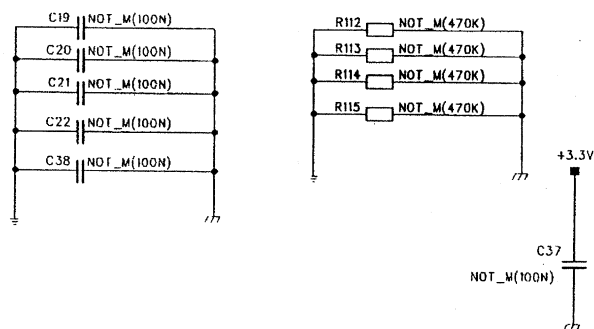 C19 NOT_M(100N)
C20 NOT_M(100N)
C21 NOT_M(100N)
C22 NOT_M(100N)
C38 NOT_M(100N)
R112 NOT_M(470K)
R113 NOT_M(470K)
R114 NOT_M(470K)
R115 NOT_M(470K)
+3.3V
C37
NOT_M(100N)